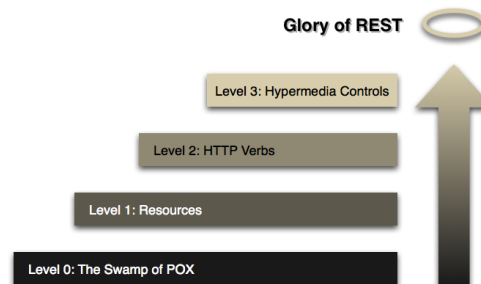 Glory of REST
Level 3: Hypermedia Controls
Level 2: HTTP Verbs
Level 1: Resources
Level 0: The Swamp of POX